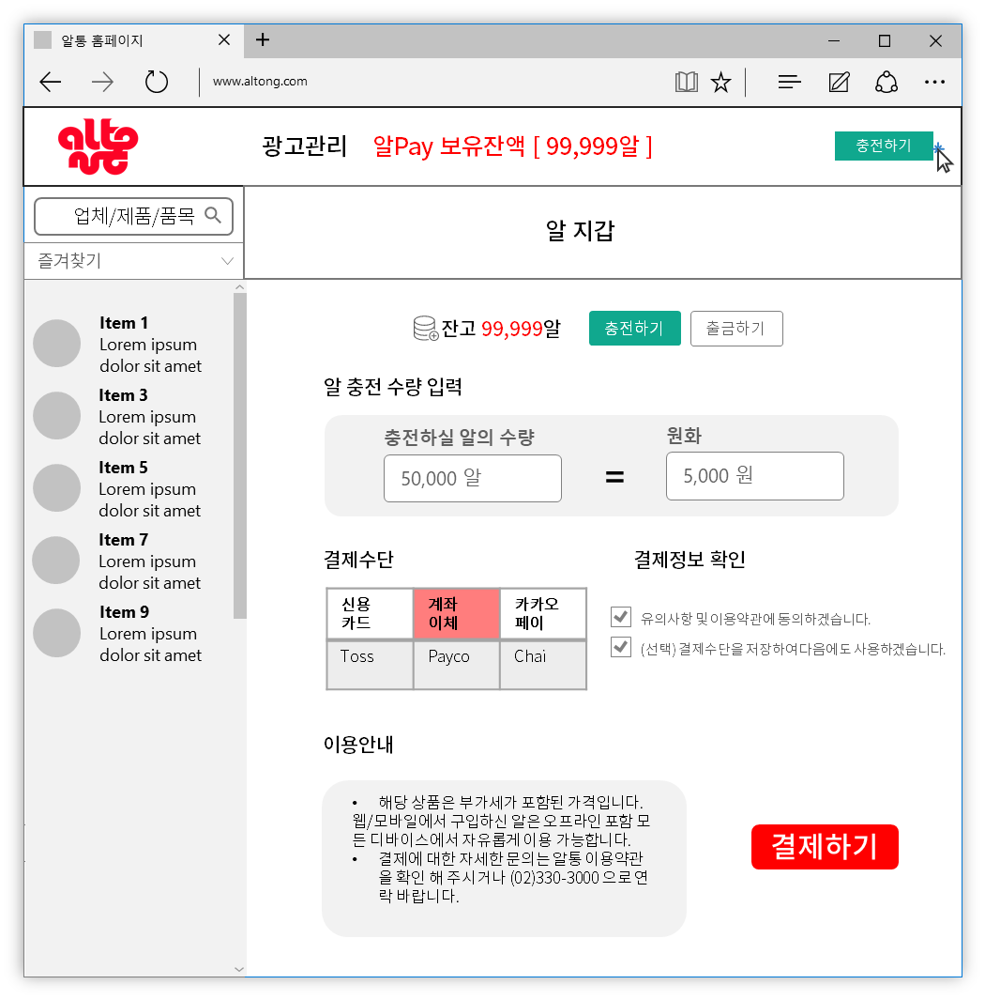 알통 홈페이지
www.altong.com
alto
NG
광고관리
알Pay 보유잔액 [ 99,999알 ]
충전하기
업체/제품/품목
즐겨찾기
알 지갑
Item 1
Lorem ipsum
dolor sit amet
Item 3
Lorem ipsum
dolor sit amet
Item 5
Lorem ipsum
dolor sit amet
Item 7
Lorem ipsum
dolor sit amet
Item 9
Lorem ipsum
dolor sit amet
잔고 99,999알
충전하기
출금하기
알 충전 수량 입력
충전하실 알의 수량
원화
50,000 알
=
5,000 원
결제수단
신용
카드
계좌
이체
카카오
페이
Toss
Payco
Chai
결제정보 확인
유의사항 및 이용약관에 동의하겠습니다.
(선택) 결제수단을 저장하여 다음에도 사용하겠습니다.
이용안내
• 해당 상품은 부가세가 포함된 가격입니다.
웹/모바일에서 구입하신 알은 오프라인 포함 모
든 디바이스에서 자유롭게 이용 가능합니다.
• 결제에 대한 자세한 문의는 알통 이용약관
을 확인 해 주시거나 (02)330-3000 으로 연
락 바랍니다.
결제하기